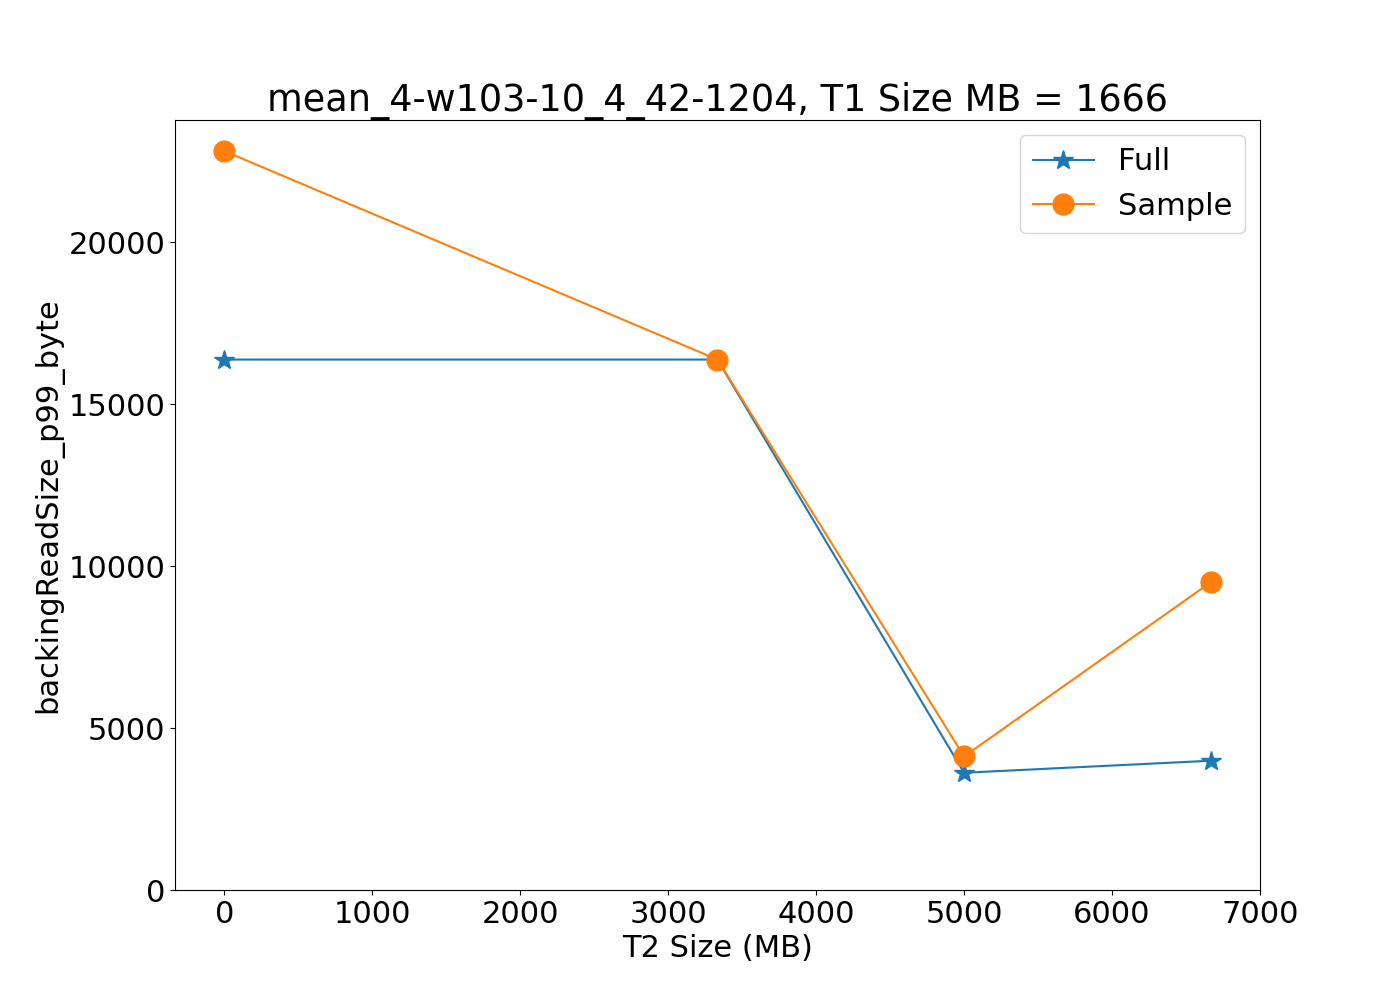 mean_4-w103-10_4_42-1204, T1 Size MB = 1666
Full
Sample
backingReadSize_p99_byte
20000
15000
10000
5000
0
0 1000 2000 3000 4000 5000 6000 7000
T2 Size (MB)